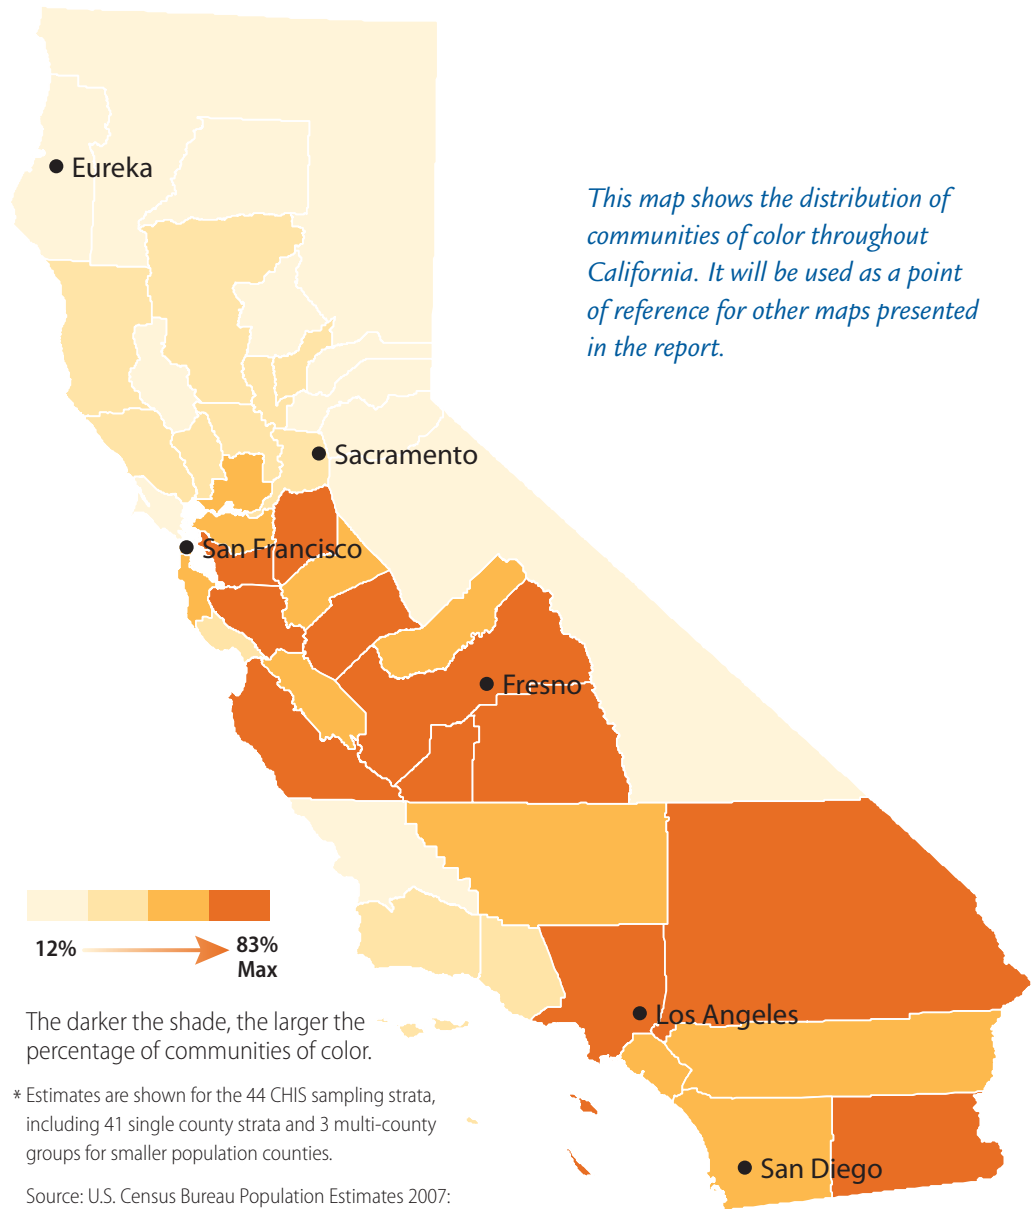 Eureka
This map shows the distribution of
communities of color throughout
California. It will be used as a point
of reference for other maps presented
in the report.
Sacramento
San Francisco
Fresno
12%
83%
Max
Los Angeles
The darker the shade, the larger the
percentage of communities of color.
* Estimates are shown for the 44 CHIS sampling strata,
including 41 single county strata and 3 multi-county
groups for smaller population counties.
San Diego
Source: U.S. Census Bureau Population Estimates 2007: